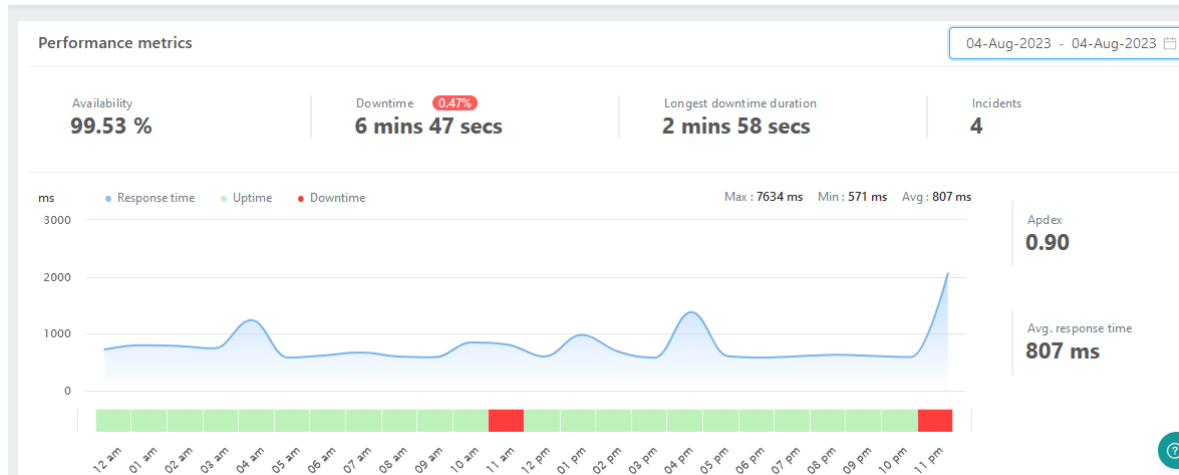 Performance metrics
04-Aug-2023 - 04-Aug-2023
Availability
99.53 %
Downtime 0.47%
6 mins 47 secs
Longest downtime duration
2 mins 58 secs
Incidents
4
ms
Response time Uptime Downtime
Max : 7634 ms Min : 571 ms Avg : 807 ms
3000
2000
1000
0
12 am 01 am 02 am 03 am 04 am 05 am 06 am 07 am 08 am 09 am 10 am 11 am 12 pm 01 pm 02 pm 03 pm 04 pm 05 pm 06 pm 07 pm 08 pm 09 pm 10 pm 11 pm
Apdex
0.90
Avg. response time
807 ms
?